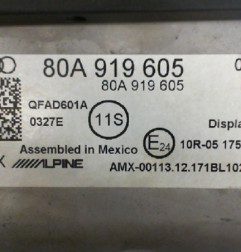 80A 919 605
80A 919 605
QFAD601A
0327E
11S
Displa
Assembled in Mexico
E24
10R-05 175
X ALPINE
AMX-00113.12.171BL102